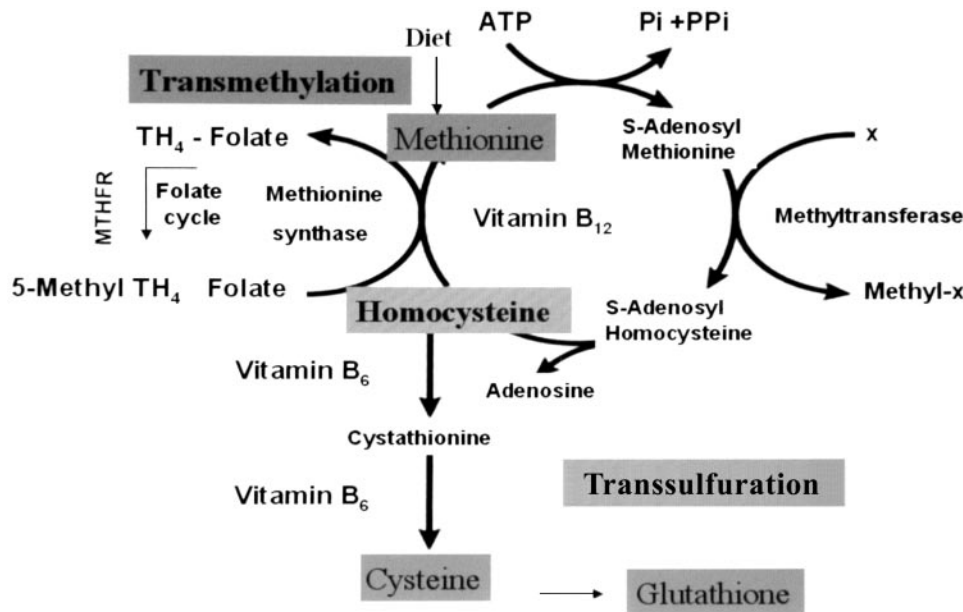 ATP
Pi +PPi
Diet
Transmethylation
TH₄ - Folate
Methionine
S-Adenosyl
Methionine
x
MTHFR
Folate
cycle
Methionine
synthase
Vitamin B₁₂
Methyltransferase
5-Methyl TH₄ Folate
Homocysteine
S-Adenosyl
Homocysteine
Methyl-x
Vitamin B₆
Adenosine
Cystathionine
Vitamin B₆
Transsulfuration
Cysteine
Glutathione